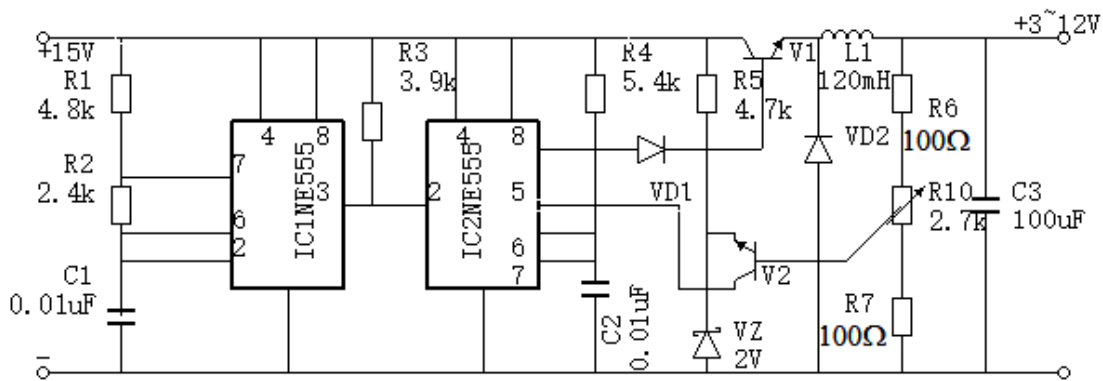 +3~12V
+15V
R1
4.8k
R2
2.4k
C1
0.01uF
4
8
7
3
6
2
IC1NE555
R3
3.9k
4
8
2
5
6
7
IC2NE555
R4
5.4k
C2
0.01uF
R5
4.7k
VD1
V1
V2
VZ
2V
L1
120mH
VD2
R6
100Ω
R10
2.7k
R7
100Ω
C3
100uF
−